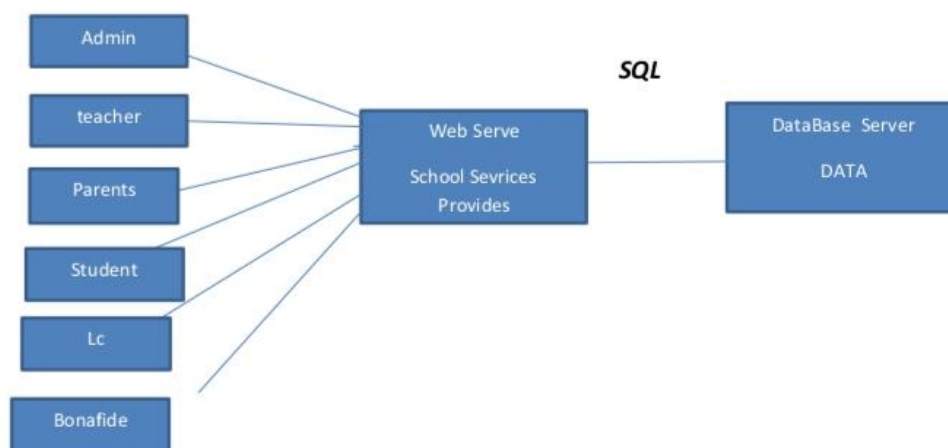 Admin
teacher
Parents
Student
Lc
Bonafide
Web Serve
School Sevrices
Provides
SQL
DataBase Server
DATA